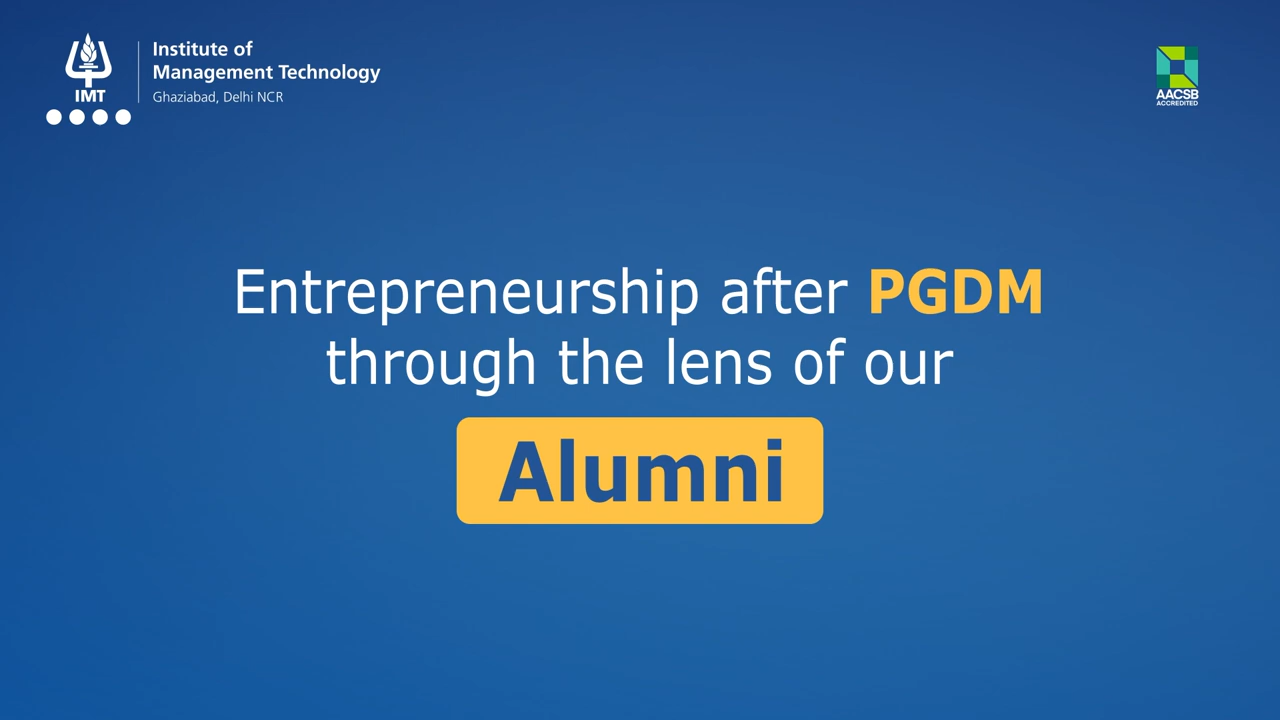 IMT
Institute of
Management Technology
Ghaziabad, Delhi NCR
AACSB
ACCREDITED
Entrepreneurship after PGDM
through the lens of our
Alumni